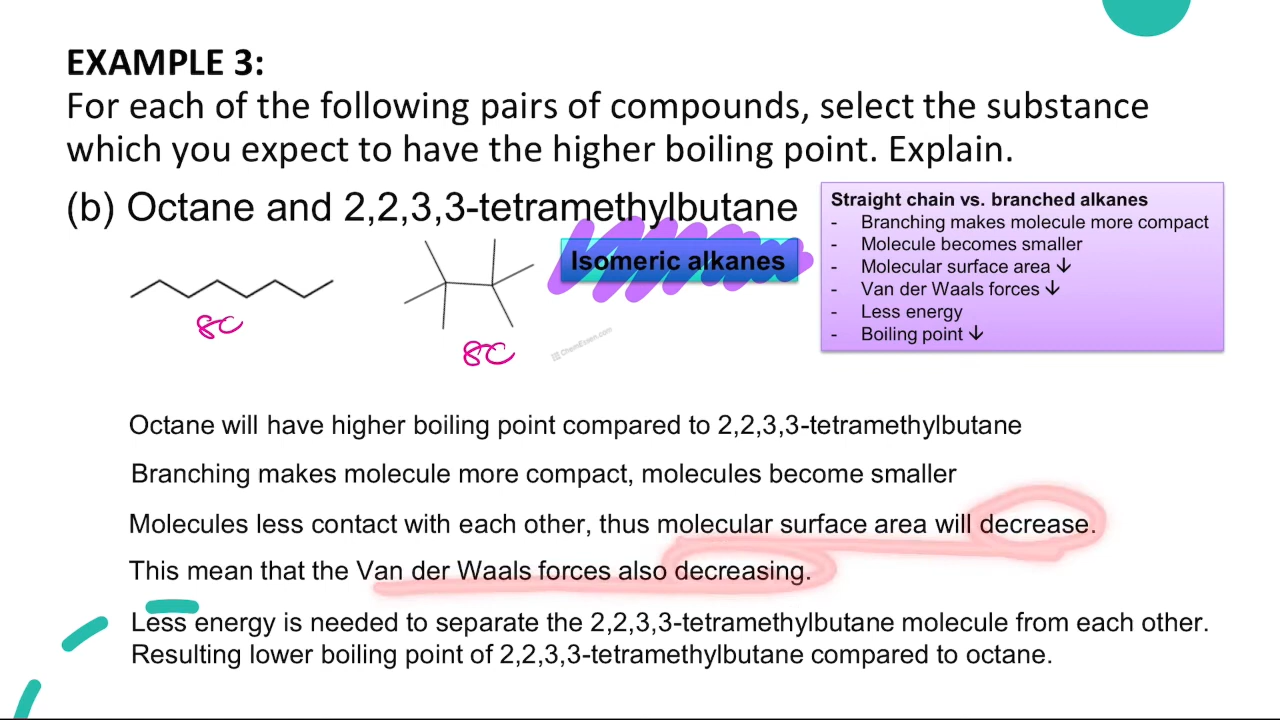 EXAMPLE 3:
For each of the following pairs of compounds, select the substance
which you expect to have the higher boiling point. Explain.
(b) Octane and 2,2,3,3-tetramethylbutane
Isomeric alkanes
Straight chain vs. branched alkanes
- Branching makes molecule more compact
- Molecule becomes smaller
- Molecular surface area ↓
- Van der Waals forces ↓
- Less energy
- Boiling point ↓
8C
8C
ChemEssen.com
Octane will have higher boiling point compared to 2,2,3,3-tetramethylbutane
Branching makes molecule more compact, molecules become smaller
Molecules less contact with each other, thus molecular surface area will decrease.
This mean that the Van der Waals forces also decreasing.
Less energy is needed to separate the 2,2,3,3-tetramethylbutane molecule from each other.
Resulting lower boiling point of 2,2,3,3-tetramethylbutane compared to octane.